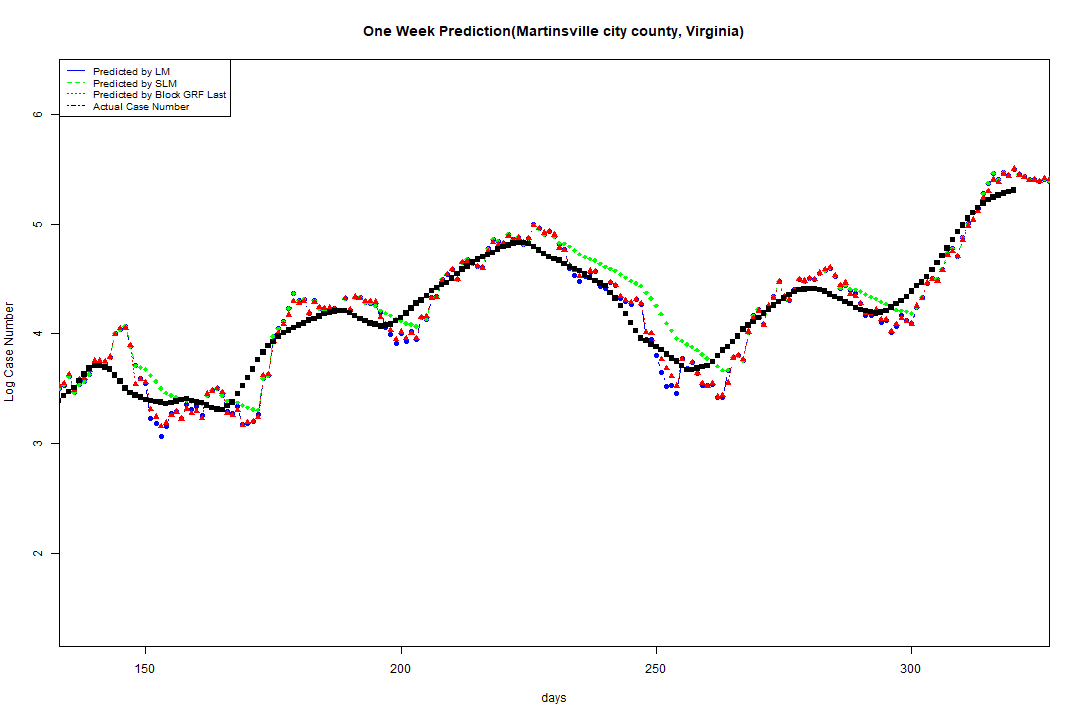 One Week Prediction(Martinsville city county, Virginia)
Predicted by LM
Predicted by SLM
Predicted by Block GRF Last
Actual Case Number
6
5
4
3
2
Log Case Number
150 200 250 300
days